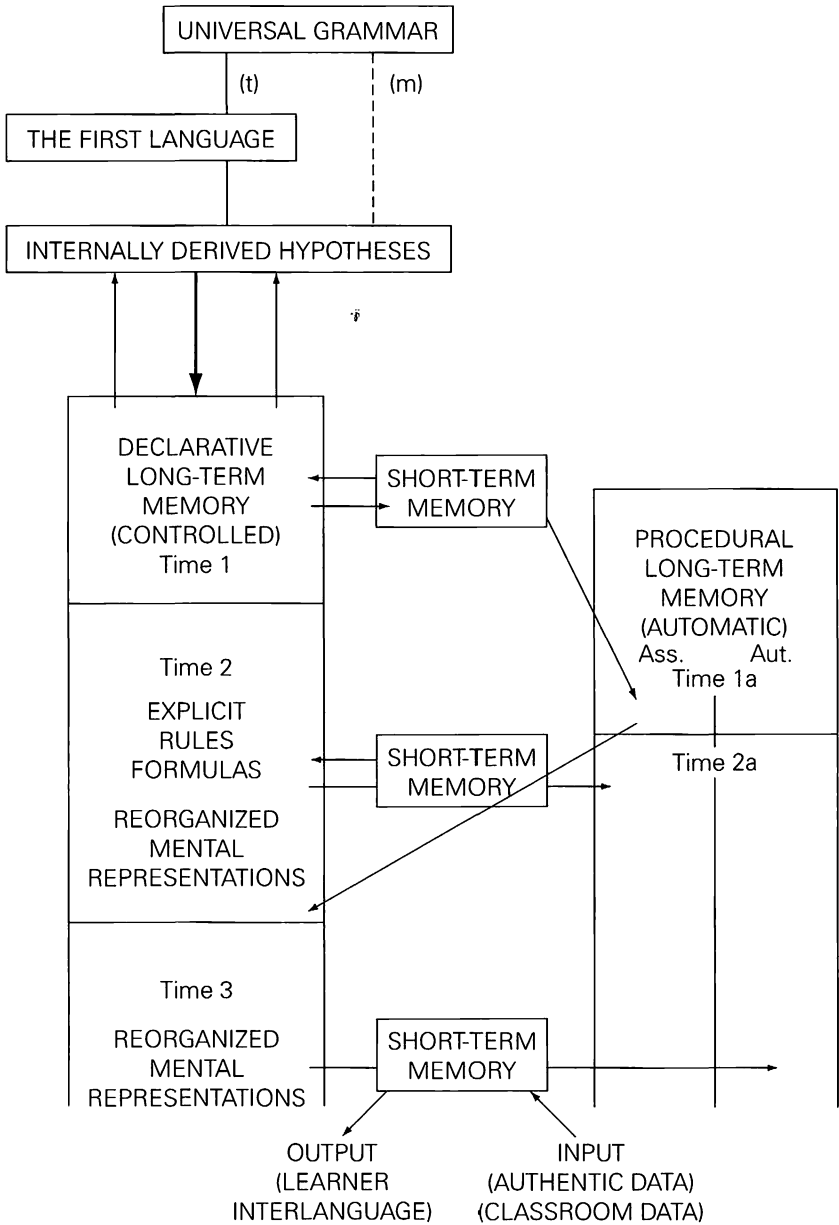 UNIVERSAL GRAMMAR
(t)
(m)
THE FIRST LANGUAGE
INTERNALLY DERIVED HYPOTHESES
DECLARATIVE
LONG-TERM
MEMORY
(CONTROLLED)
Time 1
SHORT-TERM
MEMORY
PROCEDURAL
LONG-TERM
MEMORY
(AUTOMATIC)
Ass. Aut.
Time 1a
Time 2
EXPLICIT
RULES
FORMULAS
REORGANIZED
MENTAL
REPRESENTATIONS
SHORT-TERM
MEMORY
Time 2a
Time 3
REORGANIZED
MENTAL
REPRESENTATIONS
SHORT-TERM
MEMORY
OUTPUT
(LEARNER
INTERLANGUAGE)
INPUT
(AUTHENTIC DATA)
(CLASSROOM DATA)